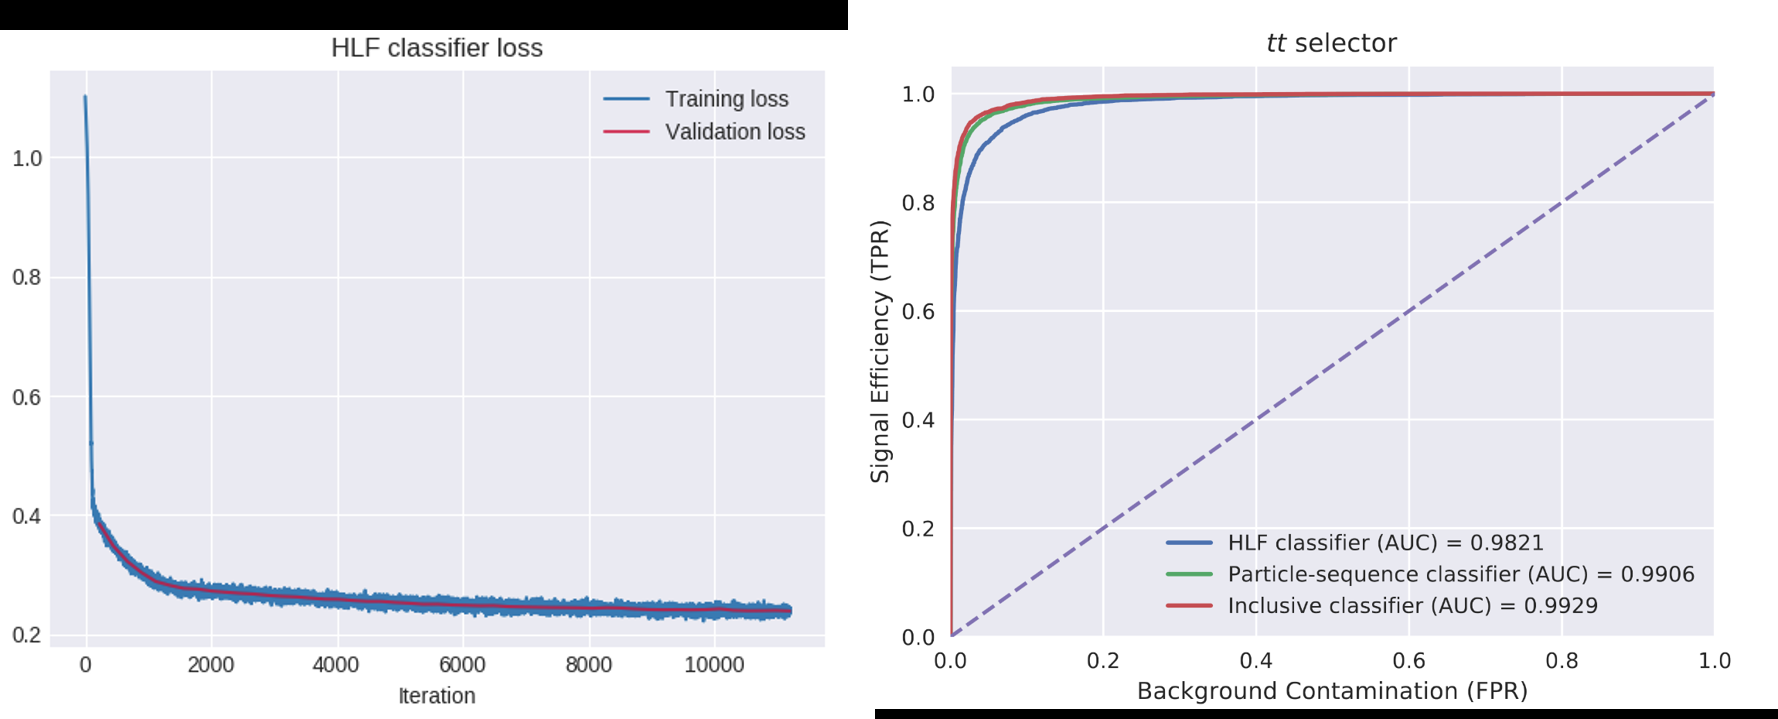 HLF classifier loss
Training loss
Validation loss
1.0
0.8
0.6
0.4
0.2
0 2000 4000 6000 8000 10000
Iteration
tt selector
Signal Efficiency (TPR)
1.0
0.8
0.6
0.4
0.2
0.0
HLF classifier (AUC) = 0.9821
Particle-sequence classifier (AUC) = 0.9906
Inclusive classifier (AUC) = 0.9929
0.0 0.2 0.4 0.6 0.8 1.0
Background Contamination (FPR)